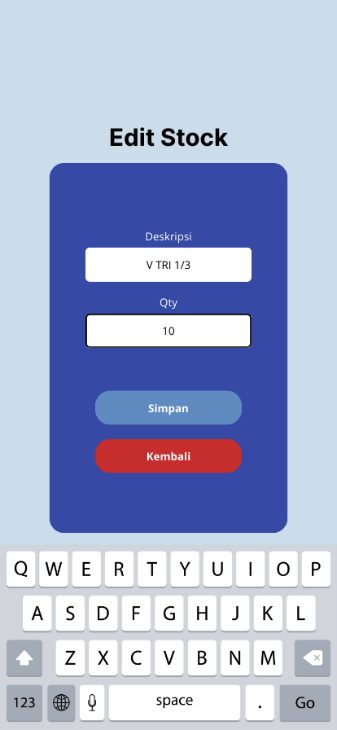 Edit Stock
Deskripsi
V TRI 1/3
Qty
10
Simpan
Kembali
Q W E R T Y U I O P
A S D F G H J K L
Z X C V B N M
123 space . Go